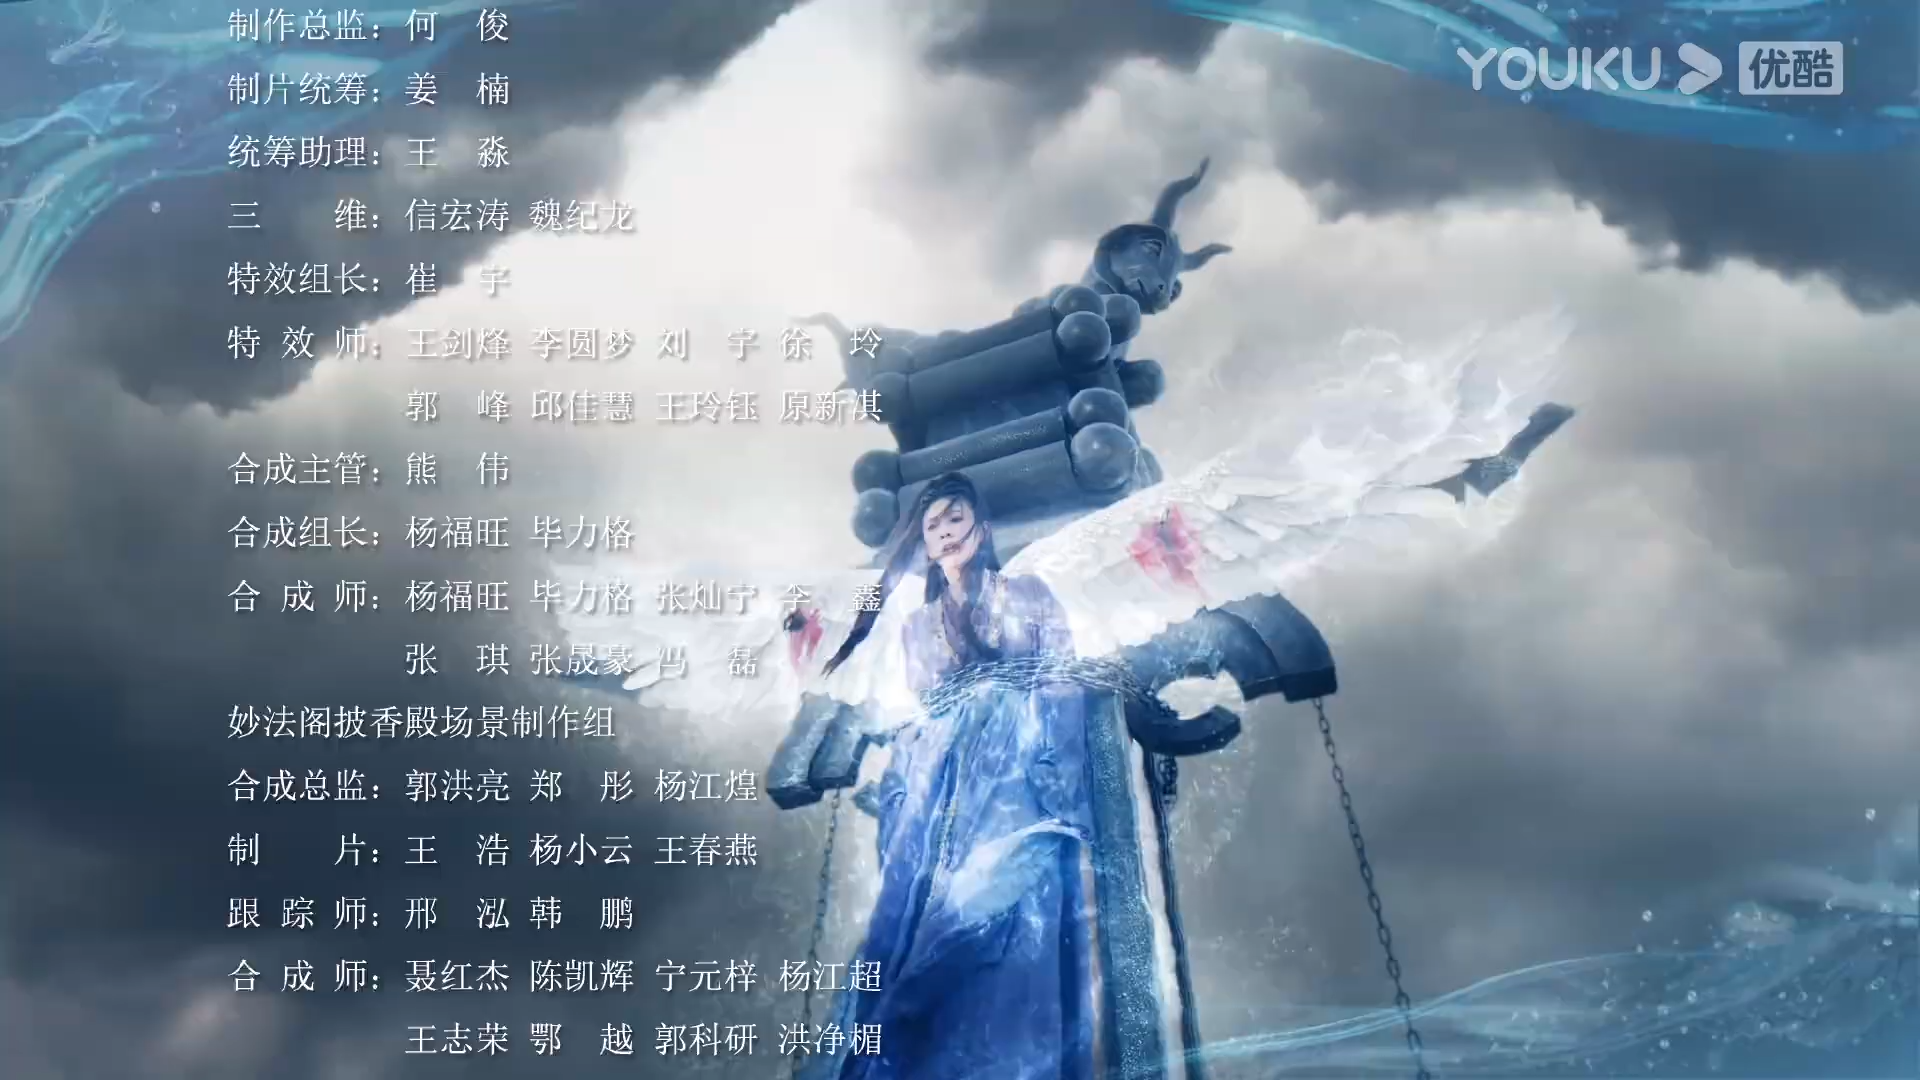 制作总监：何 俊
YOUKU 优酷
制片统筹：姜 楠
统筹助理：王 淼
三 维：信宏涛 魏纪龙
特效组长：崔 宇
特 效 师：王剑烽 李圆梦 刘 宇 徐 玲
郭 峰 邱佳慧 王玲钰 原新淇
合成主管：熊 伟
合成组长：杨福旺 毕力格
合 成 师：杨福旺 毕力格 张灿宁 李 鑫
张 琪 张晟豪 冯 磊
妙法阁披香殿场景制作组
合成总监：郭洪亮 郑 彤 杨江煌
制 片：王 浩 杨小云 王春燕
跟 踪 师：邢 泓 韩 鹏
合 成 师：聂红杰 陈凯辉 宁元梓 杨江超
王志荣 鄂 越 郭科研 洪净楣